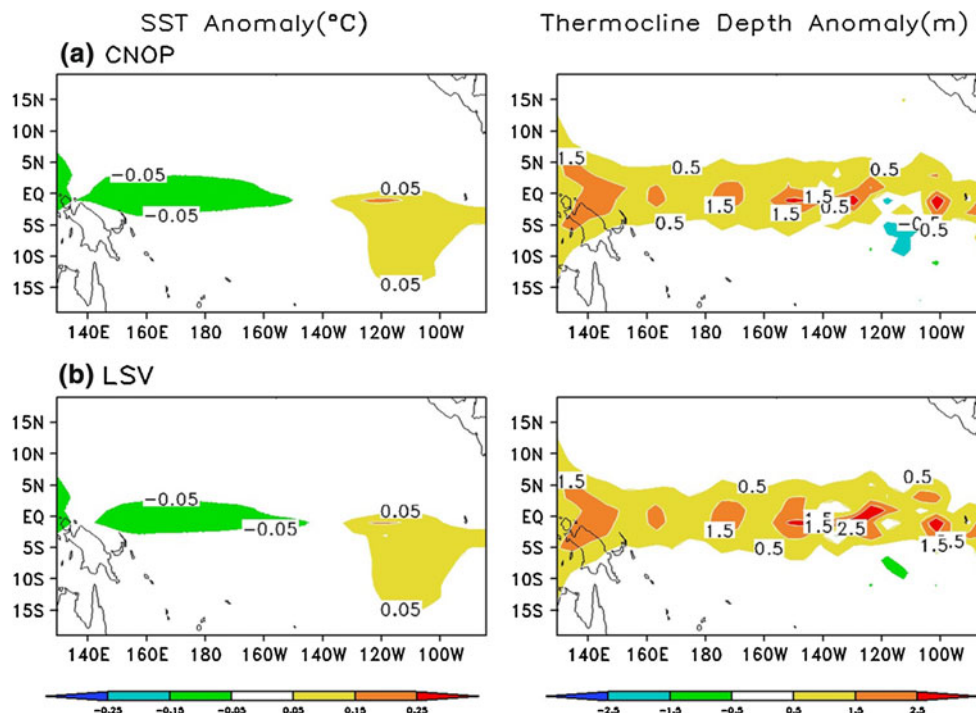 SST Anomaly(°C) Thermocline Depth Anomaly(m)
(a) CNOP
15N 15N
10N 10N
5N 5N
EQ EQ
5S 5S
10S 10S
15S 15S
-0.05 -0.05 0.05 0.05
1.5 0.5 0.5 0.5 1.5 1.5 0.5 0.5
140E 160E 180 160W 140W 120W 100W 140E 160E 180 160W 140W 120W 100W
(b) LSV
15N 15N
10N 10N
5N 5N
EQ EQ
5S 5S
10S 10S
15S 15S
-0.05 -0.05 0.05 0.05
1.5 0.5 0.5 1.5 0.5 1.5 2.5 1.5
140E 160E 180 160W 140W 120W 100W 140E 160E 180 160W 140W 120W 100W
-0.25 -0.15 -0.05 0.05 0.15 0.25 -2.5 -1.5 -0.5 0.5 1.5 2.5